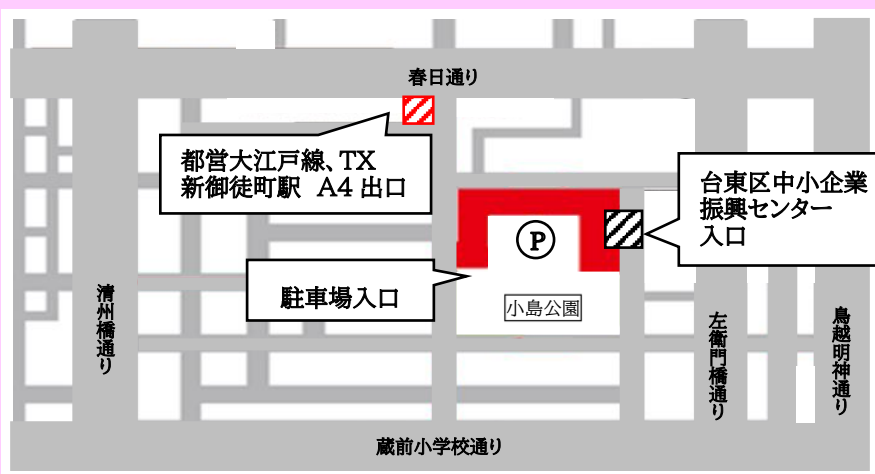 春日通り
都営大江戸線、TX
新御徒町駅 A4 出口
台東区中小企業
振興センター
入口
P
駐車場入口
小島公園
清州橋通り
左衛門橋通り
鳥越明神通り
蔵前小学校通り